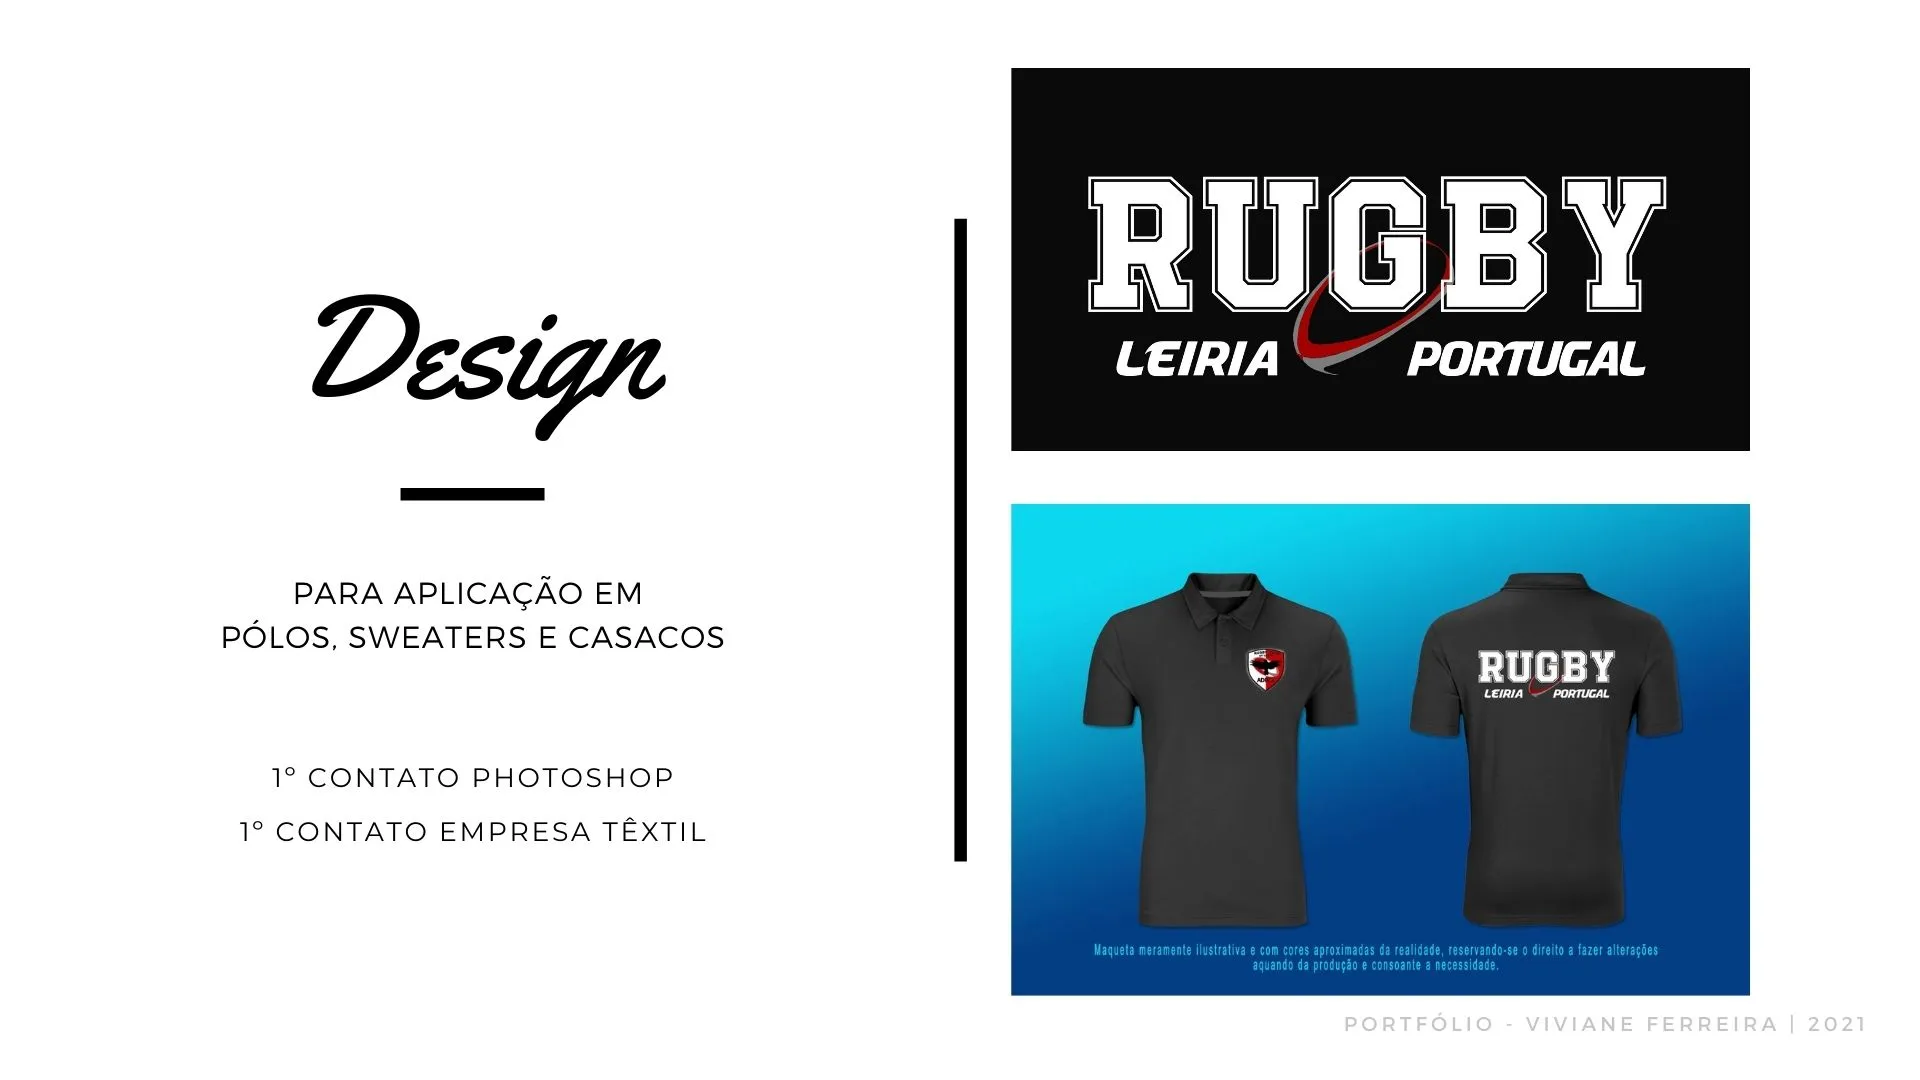 Design
PARA APLICAÇÃO EM
PÓLOS, SWEATERS E CASACOS
1º CONTATO PHOTOSHOP
1º CONTATO EMPRESA TÊXTIL
RUGBY
LEIRIA PORTUGAL
RUGBY
LEIRIA PORTUGAL
Maqueta meramente ilustrativa e com cores aproximadas da realidade, reservando-se o direito a fazer alterações
aquando da produção e consoante a necessidade.
PORTFÓLIO - VIVIANE FERREIRA | 2021